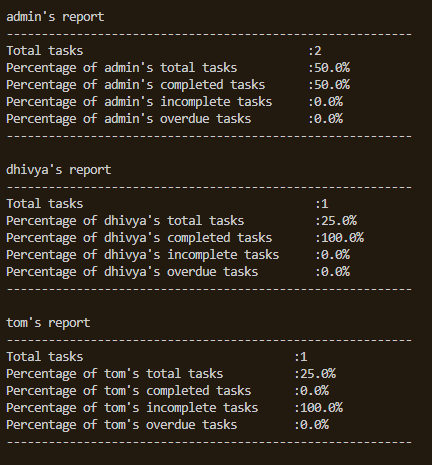 admin's report
----------------------------------------------------------
Total tasks                                :2
Percentage of admin's total tasks          :50.0%
Percentage of admin's completed tasks      :50.0%
Percentage of admin's incomplete tasks     :0.0%
Percentage of admin's overdue tasks        :0.0%
----------------------------------------------------------
dhivya's report
----------------------------------------------------------
Total tasks                                 :1
Percentage of dhivya's total tasks          :25.0%
Percentage of dhivya's completed tasks      :100.0%
Percentage of dhivya's incomplete tasks     :0.0%
Percentage of dhivya's overdue tasks        :0.0%
----------------------------------------------------------
tom's report
----------------------------------------------------------
Total tasks                              :1
Percentage of tom's total tasks          :25.0%
Percentage of tom's completed tasks      :0.0%
Percentage of tom's incomplete tasks     :100.0%
Percentage of tom's overdue tasks        :0.0%
----------------------------------------------------------